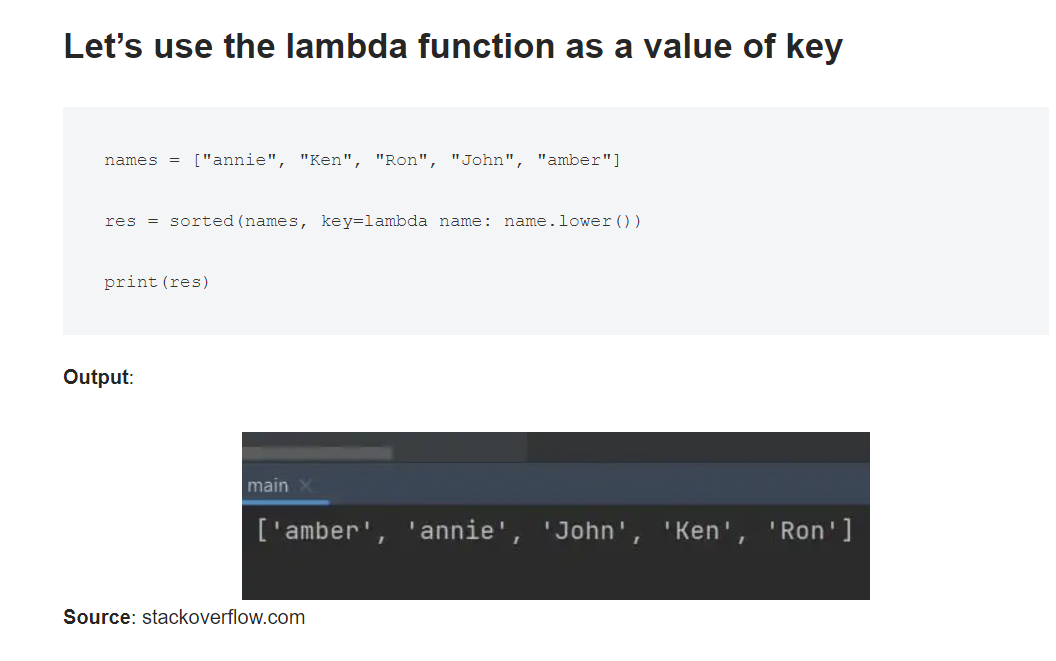 Let’s use the lambda function as a value of key
names = ["annie", "Ken", "Ron", "John", "amber"]
res = sorted(names, key=lambda name: name.lower())
print(res)
Output:
main ×
['amber', 'annie', 'John', 'Ken', 'Ron']
Source: stackoverflow.com